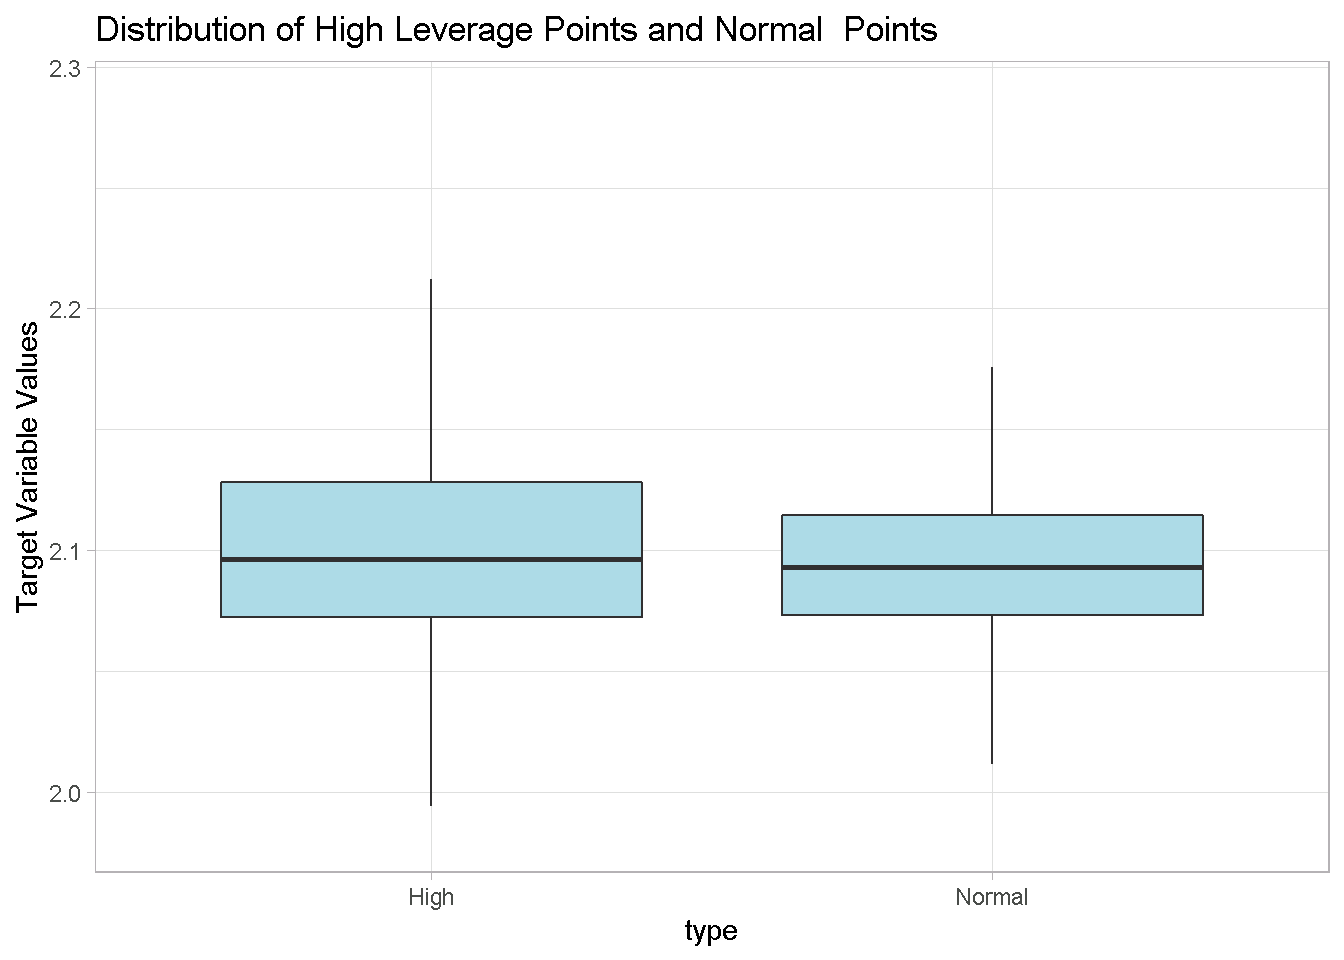 Distribution of High Leverage Points and Normal  Points
Target Variable Values
2.3
2.2
2.1
2.0
High
Normal
type